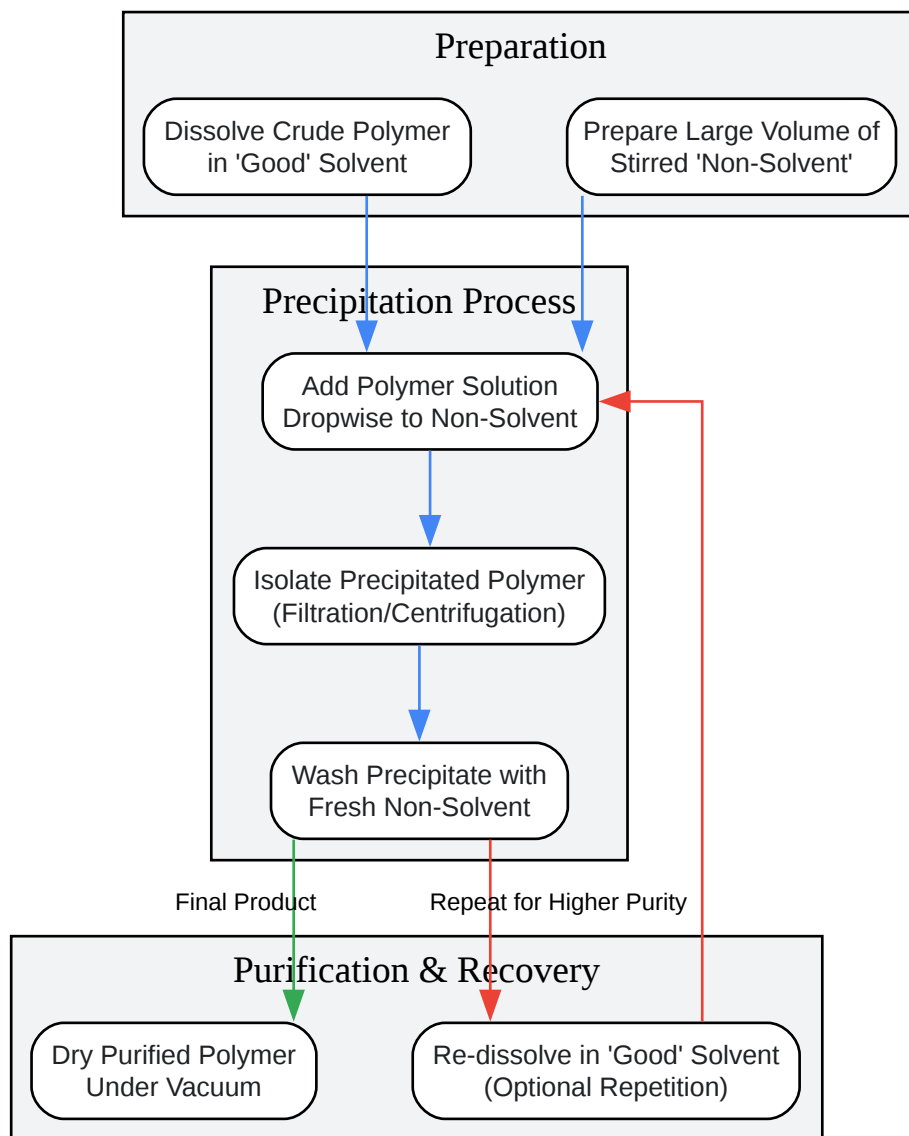 Preparation
Dissolve Crude Polymer
in 'Good' Solvent
Prepare Large Volume of
Stirred 'Non-Solvent'
Precipitation Process
Add Polymer Solution
Dropwise to Non-Solvent
Isolate Precipitated Polymer
(Filtration/Centrifugation)
Wash Precipitate with
Fresh Non-Solvent
Final Product
Repeat for Higher Purity
Purification & Recovery
Dry Purified Polymer
Under Vacuum
Re-dissolve in 'Good' Solvent
(Optional Repetition)